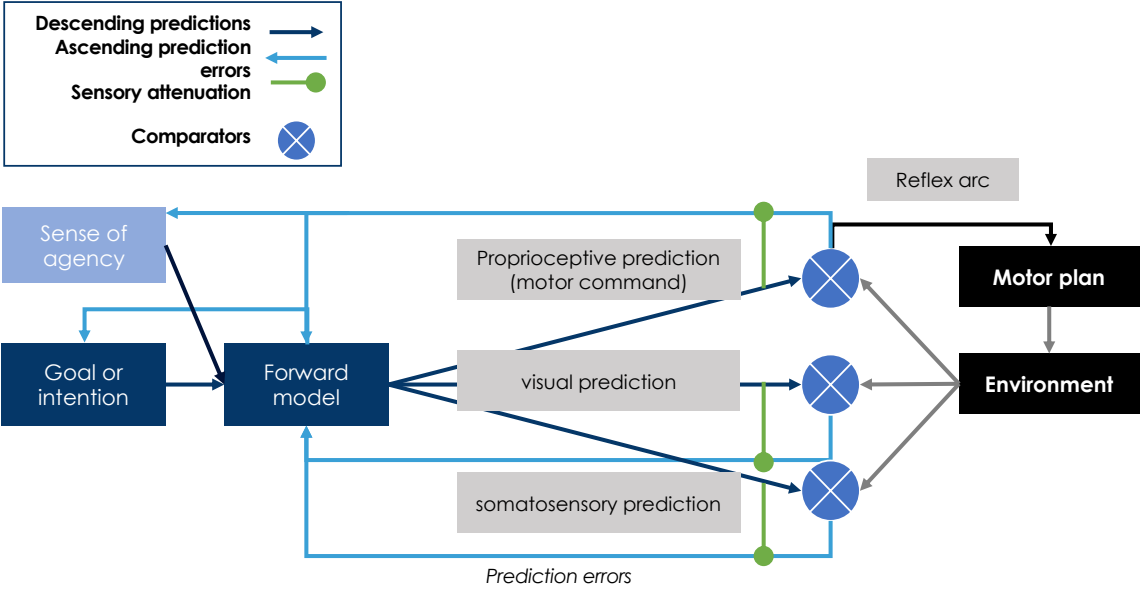 Descending predictions
Ascending prediction
errors
Sensory attenuation
Comparators
Reflex arc
Sense of
agency
Proprioceptive prediction
(motor command)
Motor plan
Goal or
intention
Forward
model
visual prediction
Environment
somatosensory prediction
Prediction errors